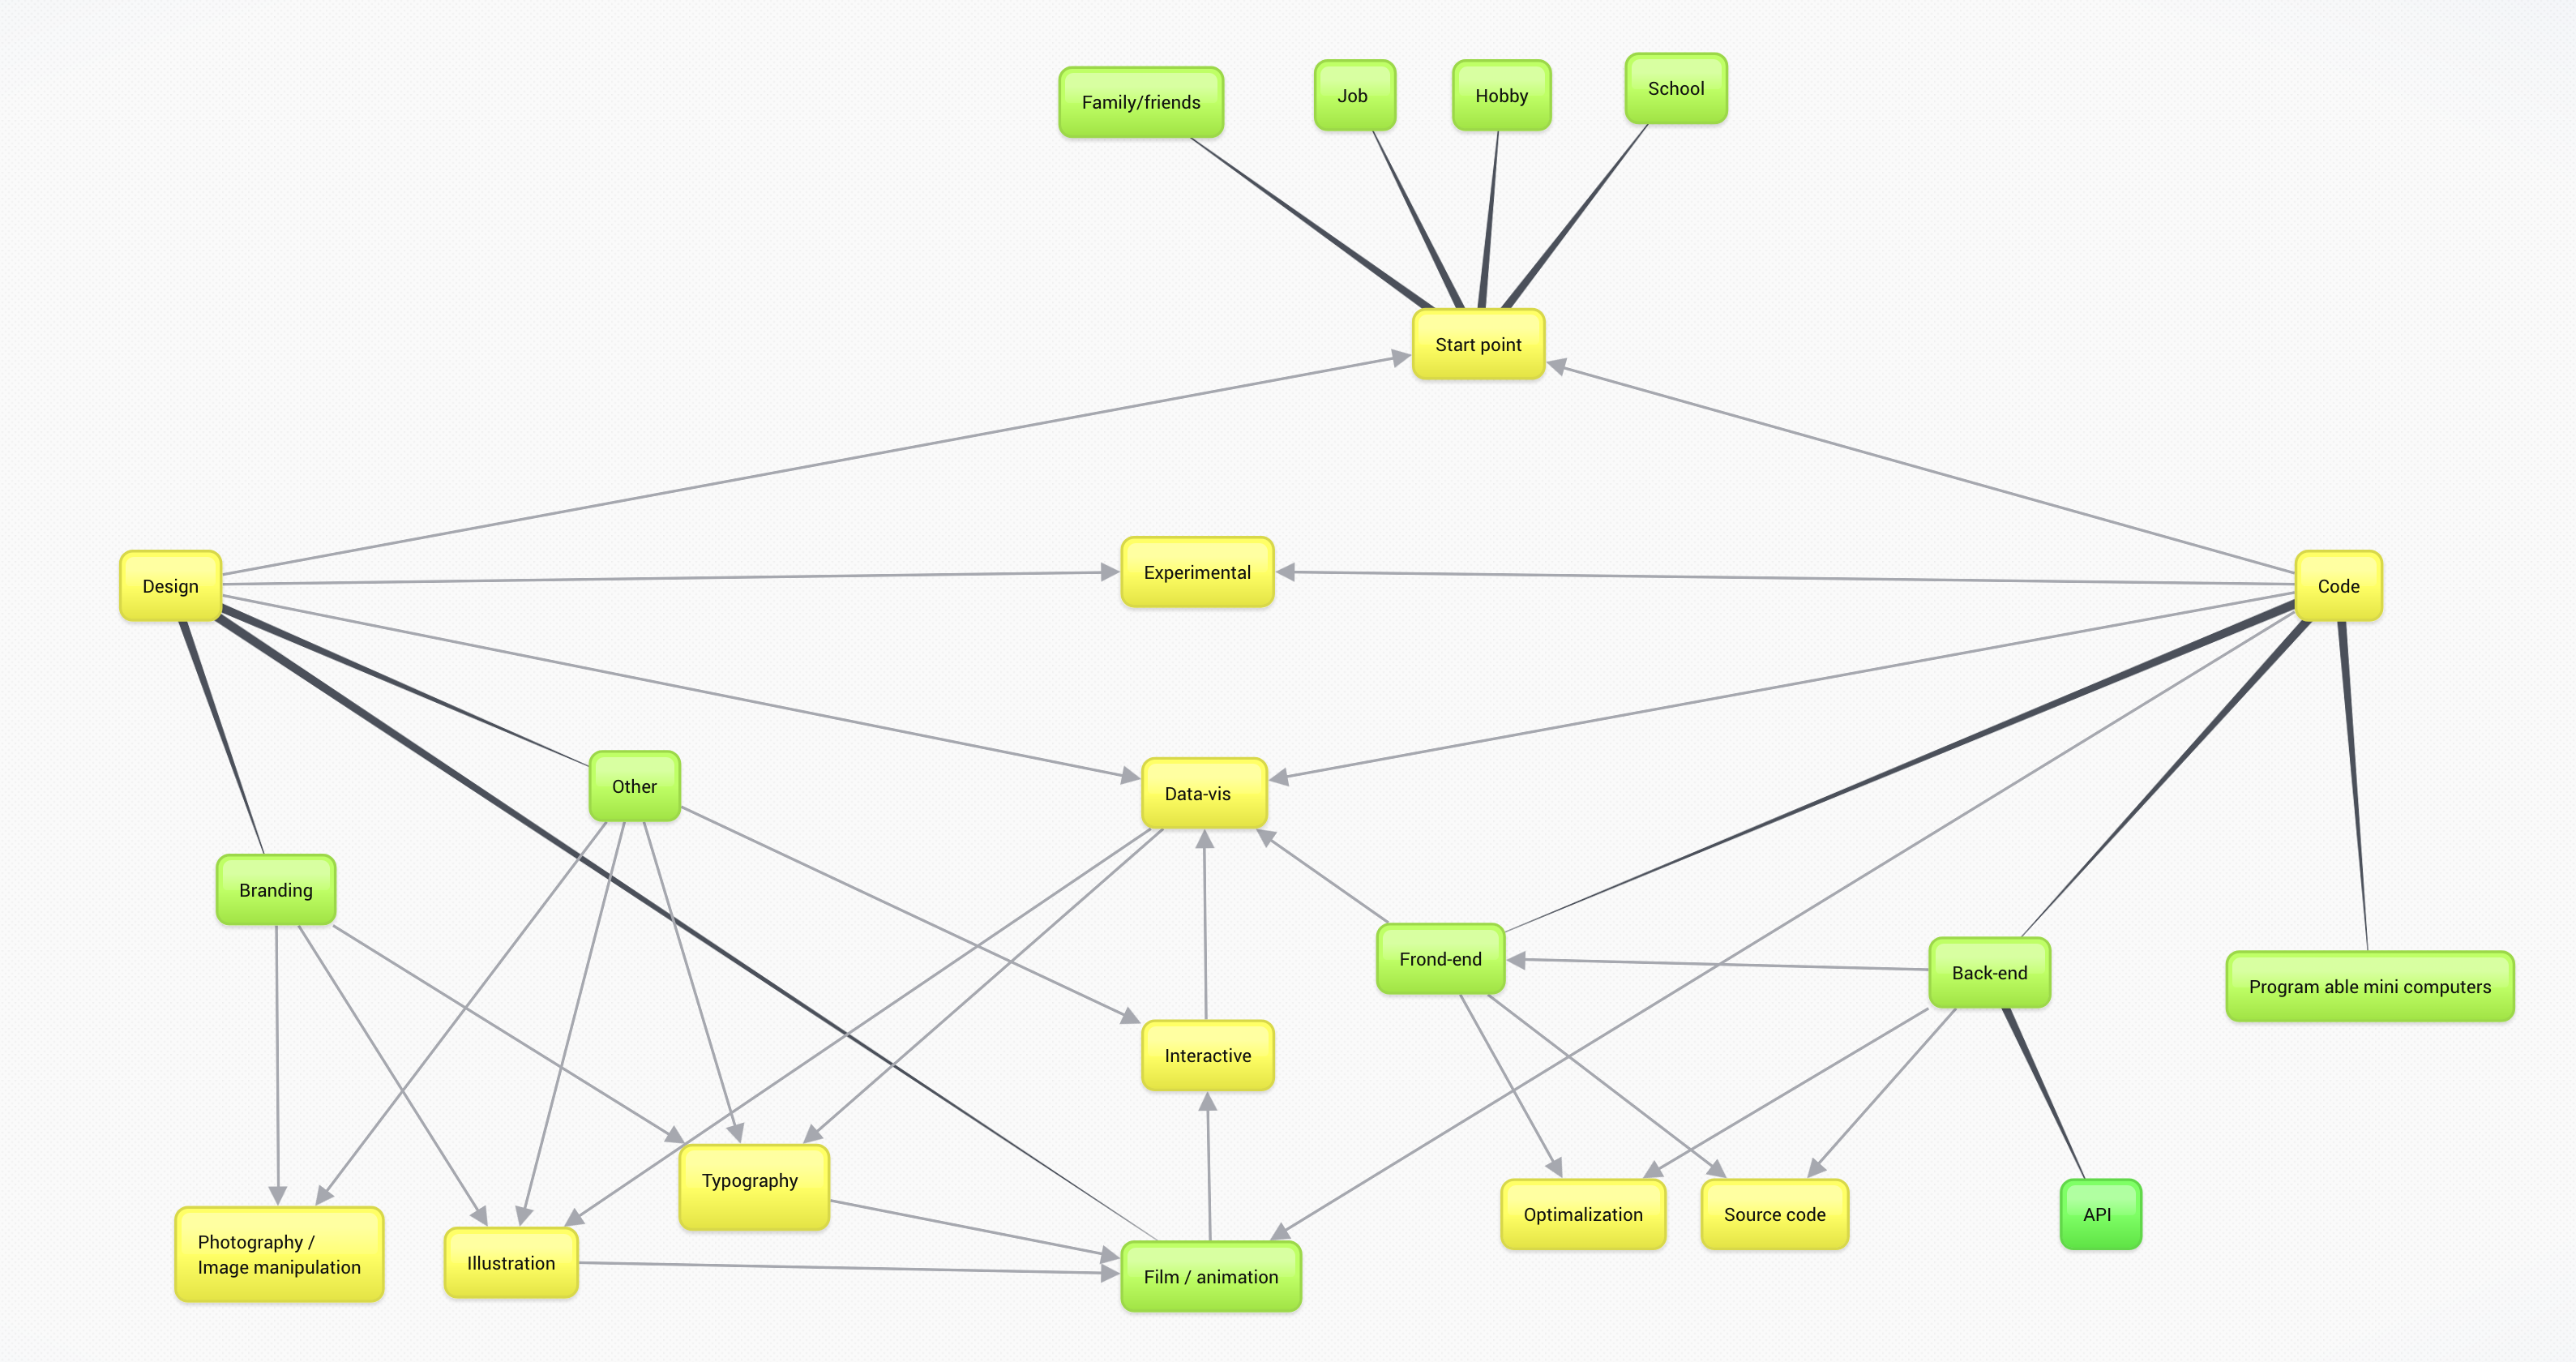 Family/friends
Job
Hobby
School
Start point
Design
Experimental
Code
Other
Data-vis
Branding
Frond-end
Back-end
Program able mini computers
Interactive
Typography
Photography /
Image manipulation
Illustration
Film / animation
Optimalization
Source code
API